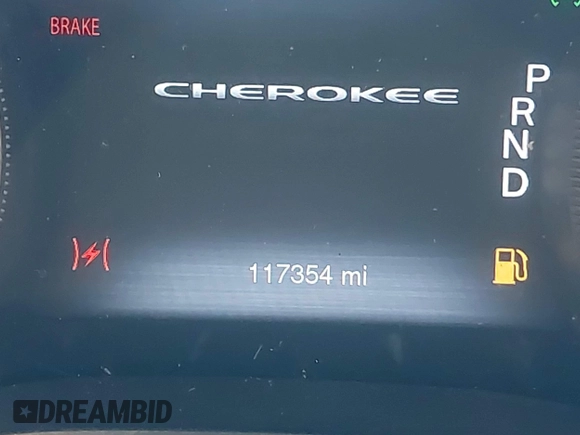 BRAKE
CHEROKEE
P
R
N
D
117354 mi
DREAMBID